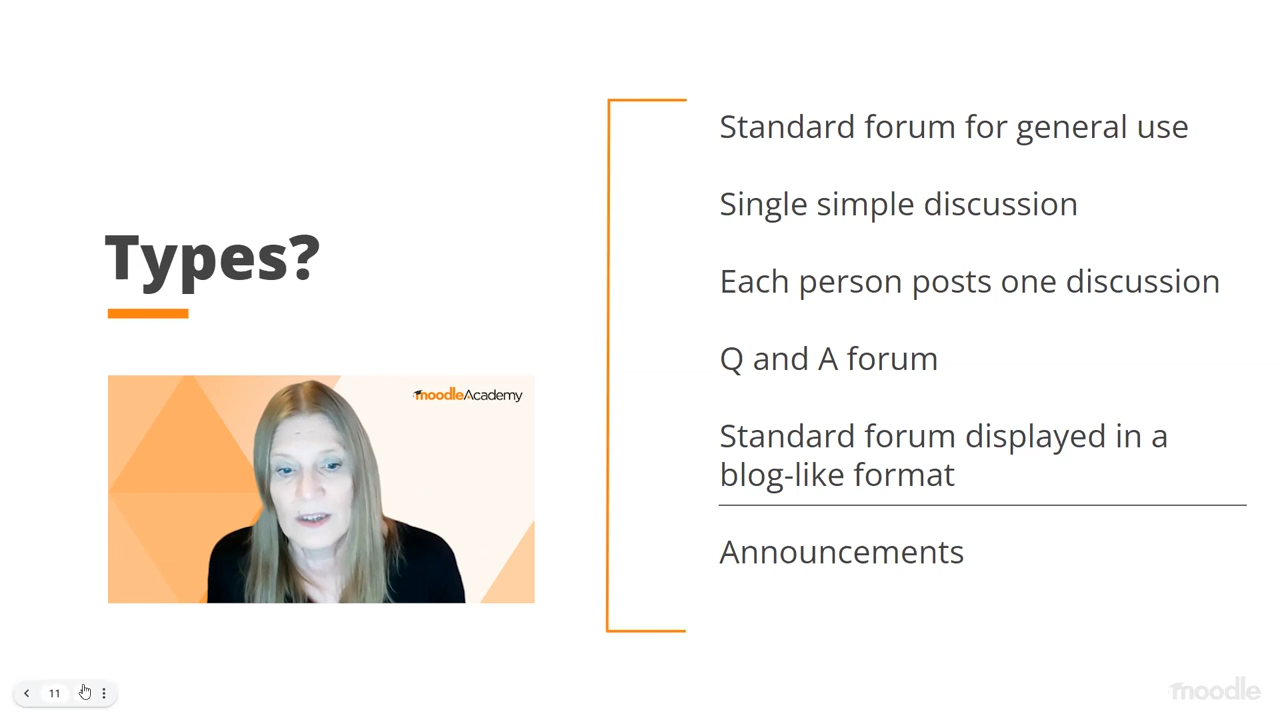 Types?
moodleAcademy
Standard forum for general use
Single simple discussion
Each person posts one discussion
Q and A forum
Standard forum displayed in a
blog-like format
Announcements
11
moodle